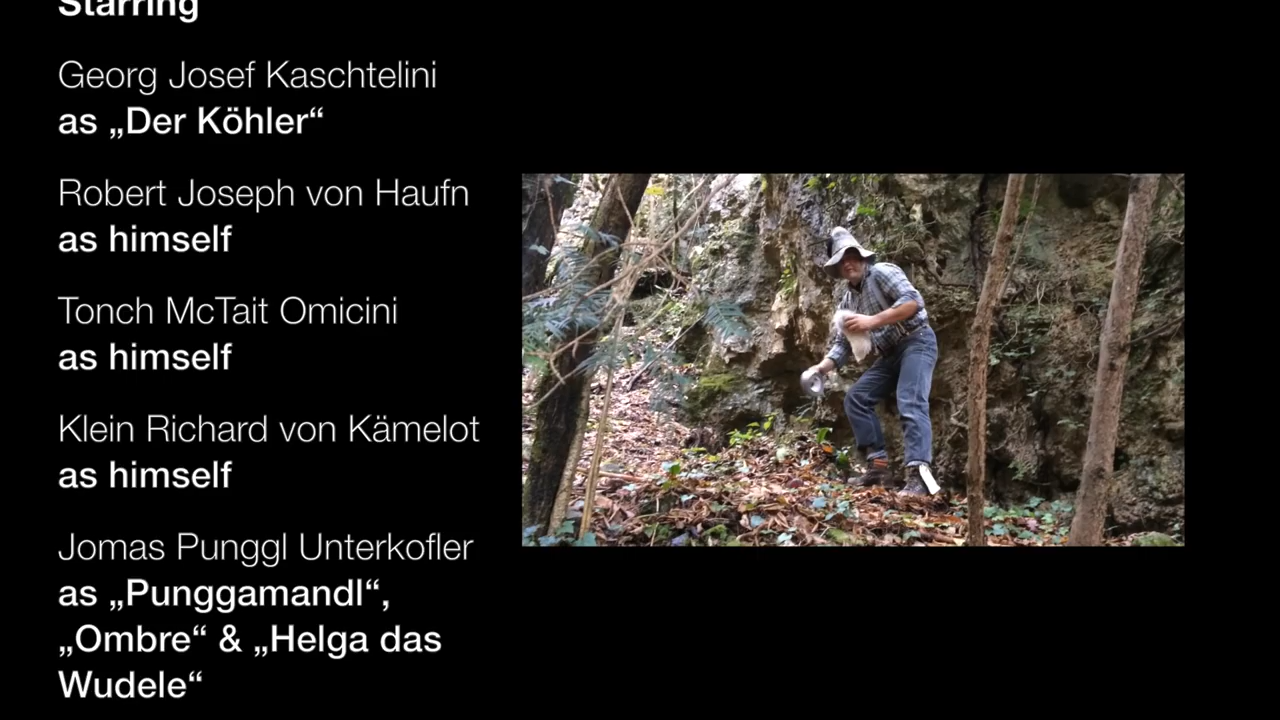 Starring
Georg Josef Kaschtelini
as „Der Köhler“
Robert Joseph von Haufn
as himself
Tonch McTait Omicini
as himself
Klein Richard von Kämelot
as himself
Jomas Punggl Unterkofler
as „Punggamandl“,
„Ombre“ & „Helga das
Wudele“